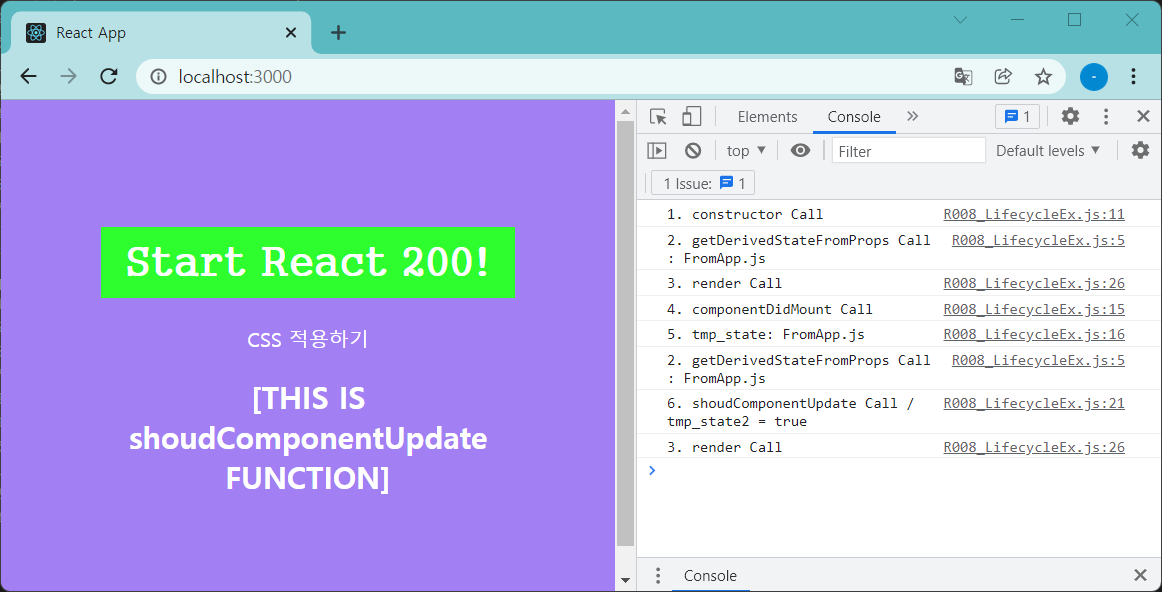 React App
localhost:3000
-
Elements
Console
1
top
Filter
Default levels
1 Issue:
1
Start React 200!
CSS 적용하기
[THIS IS
shoudComponentUpdate
FUNCTION]
1. constructor Call R008_LifecycleEx.js:11
2. getDerivedStateFromProps Call R008_LifecycleEx.js:5
: FromApp.js
3. render Call R008_LifecycleEx.js:26
4. componentDidMount Call R008_LifecycleEx.js:15
5. tmp_state: FromApp.js R008_LifecycleEx.js:16
2. getDerivedStateFromProps Call R008_LifecycleEx.js:5
: FromApp.js
6. shoudComponentUpdate Call / R008_LifecycleEx.js:21
tmp_state2 = true
3. render Call R008_LifecycleEx.js:26
Console